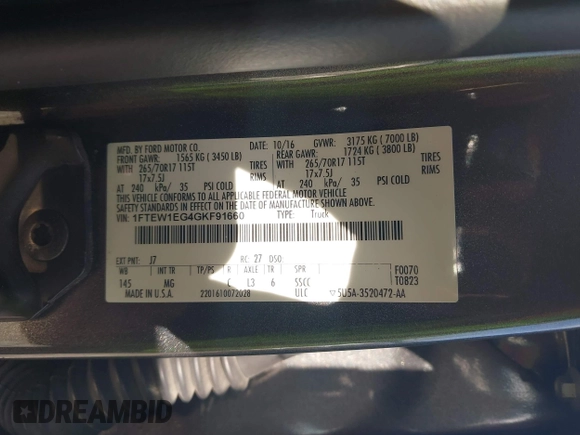 MFD. BY FORD MOTOR CO. 10/16 GVWR: 3175 KG ( 7000 LB)
FRONT GAWR: 1565 KG ( 3450 LB) REAR GAWR: 1724 KG ( 3800 LB)
WITH 265/70R17 115T TIRES WITH 265/70R17 115T TIRES
17x7.5J RIMS 17x7.5J RIMS
AT 240 kPa/ 35 PSI COLD AT 240 kPa/ 35 PSI COLD
THIS VEHICLE CONFORMS TO ALL APPLICABLE FEDERAL MOTOR VEHICLE
SAFETY STANDARDS IN EFFECT ON THE DATE OF MANUFACTURE SHOWN ABOVE.
VIN: 1FTEW1EG4GKF91660 TYPE: Truck
EXT PNT: J7 RC: 27 DSO: F0070
WB INT TR TP/PS R AXLE TR SPR T0B23
145 MG C L3 6 SSCC
MADE IN U.S.A. 2201610072028 ULC 5U5A-3520472-AA
DREAMBID